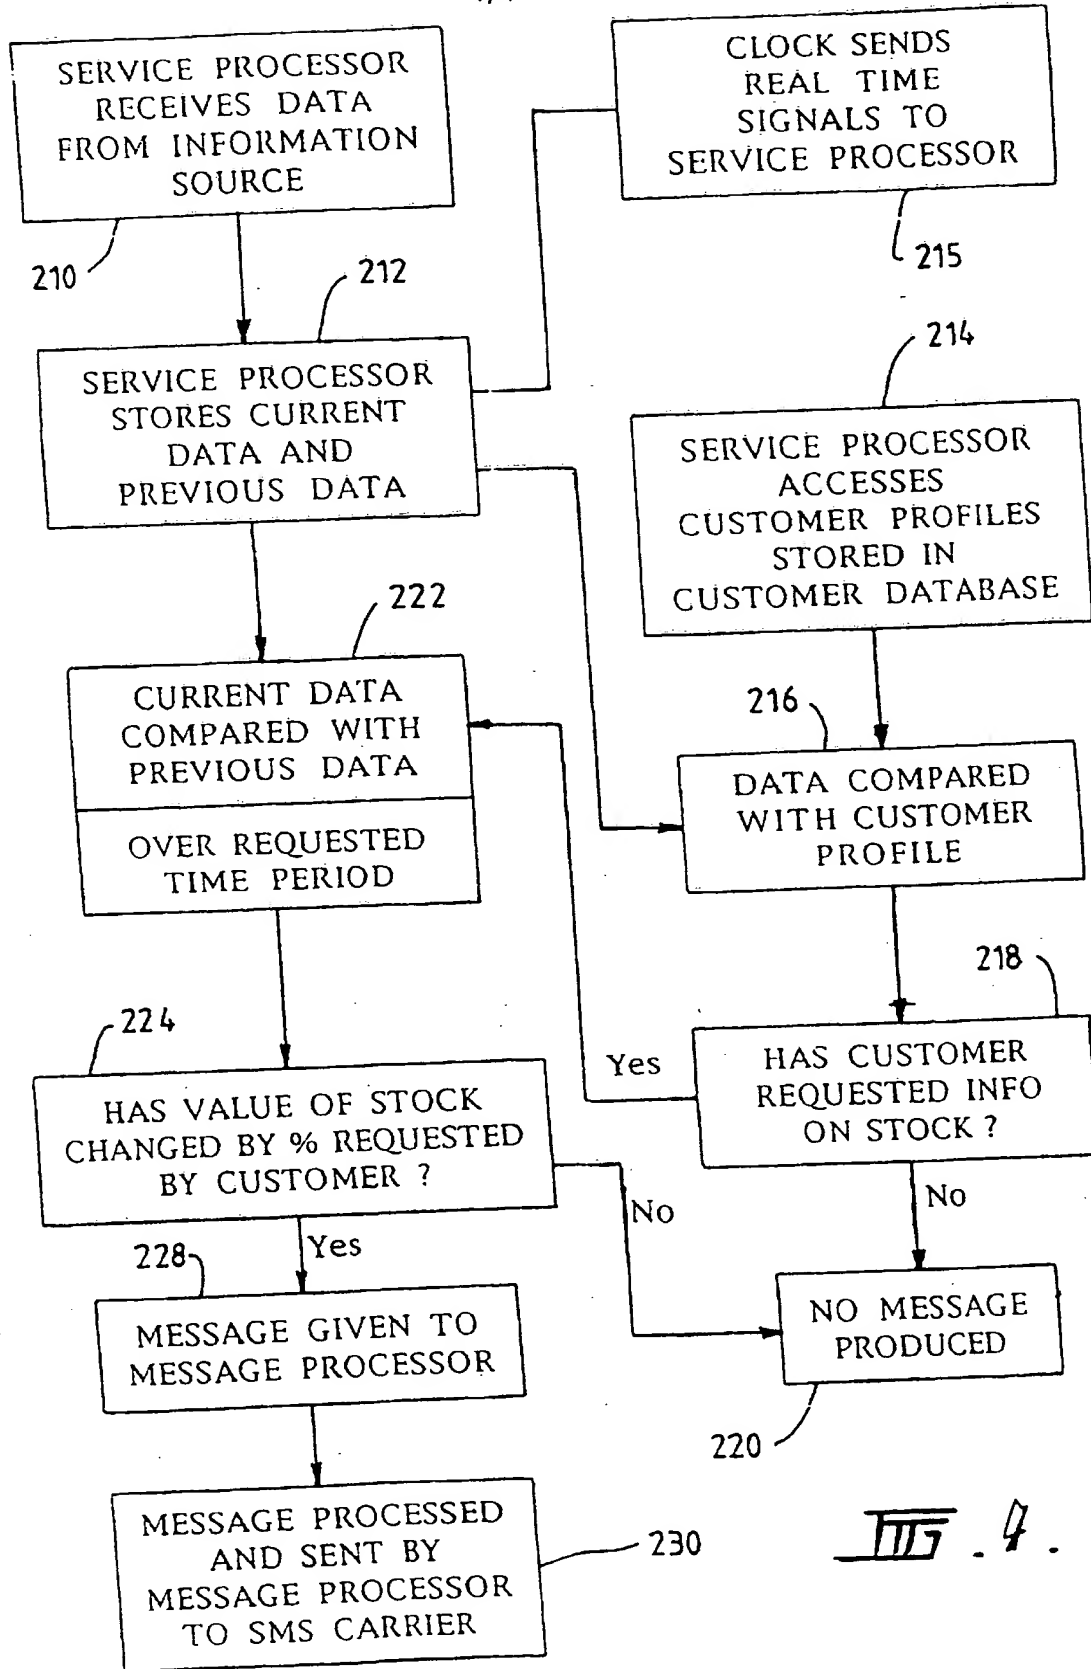 SERVICE PROCESSOR
RECEIVES DATA
FROM INFORMATION
SOURCE
210
CLOCK SENDS
REAL TIME
SIGNALS TO
SERVICE PROCESSOR
215
212
SERVICE PROCESSOR
STORES CURRENT
DATA AND
PREVIOUS DATA
214
SERVICE PROCESSOR
ACCESSES
CUSTOMER PROFILES
STORED IN
CUSTOMER DATABASE
222
CURRENT DATA
COMPARED WITH
PREVIOUS DATA
OVER REQUESTED
TIME PERIOD
216
DATA COMPARED
WITH CUSTOMER
PROFILE
218
HAS CUSTOMER
REQUESTED INFO
ON STOCK ?
Yes
No
224
HAS VALUE OF STOCK
CHANGED BY % REQUESTED
BY CUSTOMER ?
No
Yes
228
MESSAGE GIVEN TO
MESSAGE PROCESSOR
NO MESSAGE
PRODUCED
220
MESSAGE PROCESSED
AND SENT BY
MESSAGE PROCESSOR
TO SMS CARRIER
230
FIG.